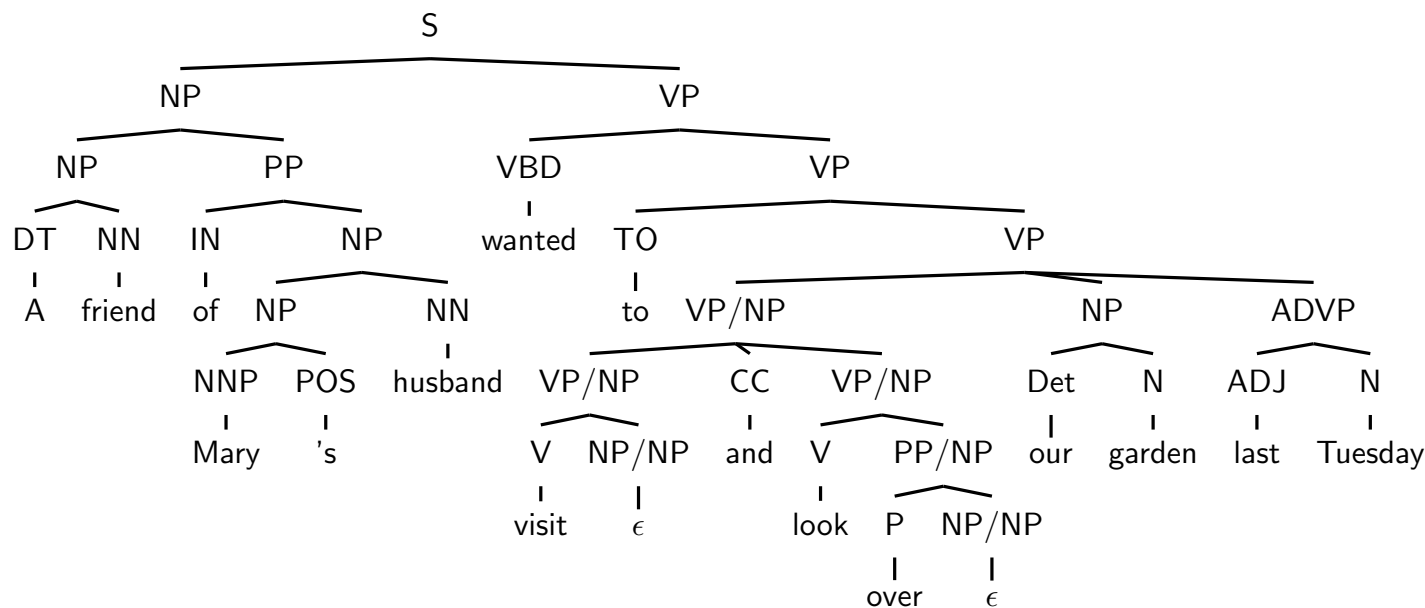 S
NP VP
NP PP VBD VP
DT NN IN NP wanted TO VP
A friend of NP NN to VP/NP NP ADVP
NNP POS husband VP/NP CC VP/NP Det N ADJ N
Mary 's V NP/NP and V PP/NP our garden last Tuesday
visit ϵ look P NP/NP
over ϵ